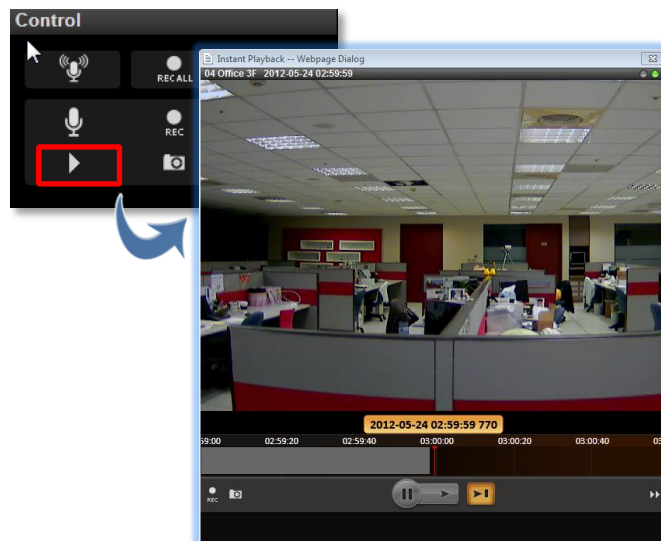 Control
RECALL
REC
Instant Playback -- Webpage Dialog
04 Office 3F 2012-05-24 02:59:59
2012-05-24 02:59:59 770
59:00 02:59:20 02:59:40 03:00:00 03:00:20 03:00:40 03
REC